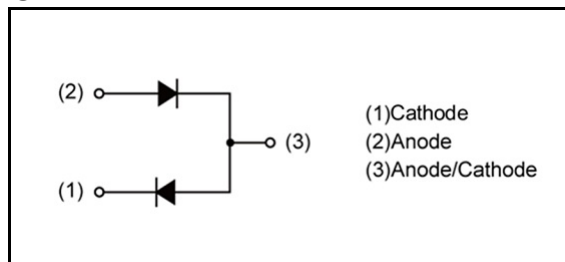 (2)
(3)
(1)
(1)Cathode
(2)Anode
(3)Anode/Cathode